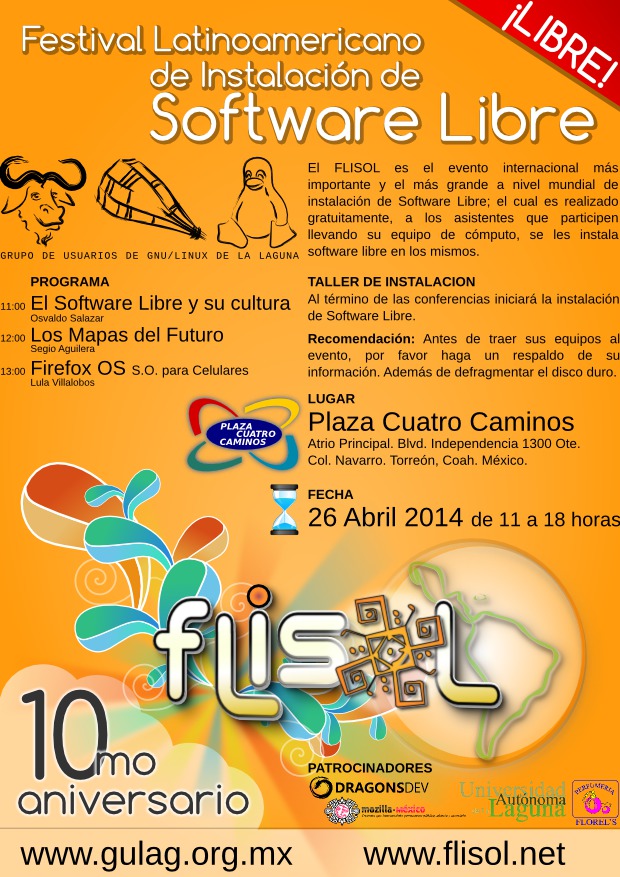 ¡LIBRE!
Festival Latinoamericano
de Instalación de
Software Libre
GRUPO DE USUARIOS DE GNU/LINUX DE LA LAGUNA
El FLISOL es el evento internacional más
importante y el más grande a nivel mundial de
instalación de Software Libre; el cual es realizado
gratuitamente, a los asistentes que participen
llevando su equipo de cómputo, se les instala
software libre en los mismos.
PROGRAMA
11:00 El Software Libre y su cultura
Osvaldo Salazar
12:00 Los Mapas del Futuro
Segio Aguilera
13:00 Firefox OS S.O. para Celulares
Lula Villalobos
TALLER DE INSTALACION
Al término de las conferencias iniciará la instalación
de Software Libre.
Recomendación: Antes de traer sus equipos al
evento, por favor haga un respaldo de su
información. Además de defragmentar el disco duro.
PLAZA
CUATRO
CAMINOS
LUGAR
Plaza Cuatro Caminos
Atrio Principal. Blvd. Independencia 1300 Ote.
Col. Navarro. Torreón, Coah. México.
FECHA
26 Abril 2014 de 11 a 18 horas
flisol
10mo
aniversario
PATROCINADORES
DRAGONSDEV
mozilla-méxico
Universidad
Autónoma
de la
Laguna
PERFUMERIA
FLOREL'S
www.gulag.org.mx
www.flisol.net